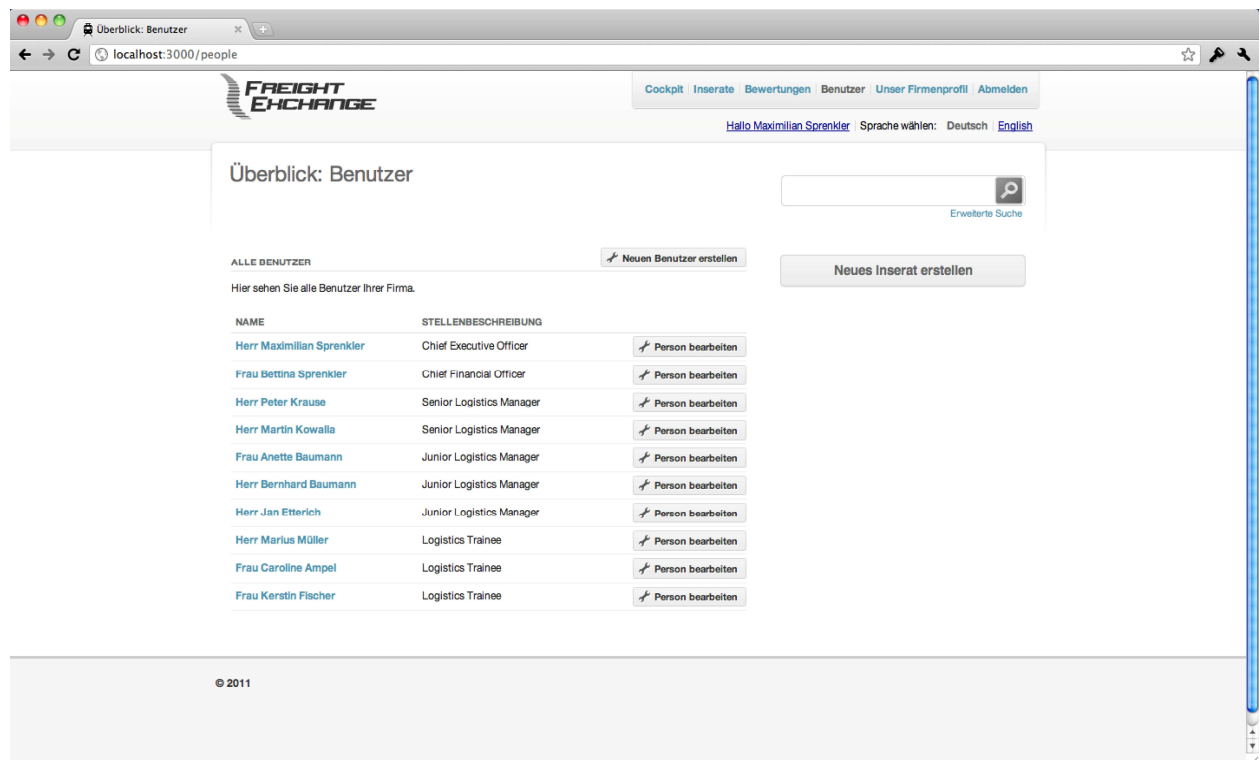 Überblick: Benutzer
localhost:3000/people
FREIGHT
EXCHANGE
Cockpit | Inserate | Bewertungen | Benutzer | Unser Firmenprofil | Abmelden
Hallo Maximilian Sprenkler | Sprache wählen: Deutsch | English
Überblick: Benutzer
Erweiterte Suche
ALLE BENUTZER
Neuen Benutzer erstellen
Neues Inserat erstellen
Hier sehen Sie alle Benutzer Ihrer Firma.
NAME STELLENBESCHREIBUNG
Herr Maximilian Sprenkler Chief Executive Officer Person bearbeiten
Frau Bettina Sprenkler Chief Financial Officer Person bearbeiten
Herr Peter Krause Senior Logistics Manager Person bearbeiten
Herr Martin Kowalla Senior Logistics Manager Person bearbeiten
Frau Anette Baumann Junior Logistics Manager Person bearbeiten
Herr Bernhard Baumann Junior Logistics Manager Person bearbeiten
Herr Jan Etterich Junior Logistics Manager Person bearbeiten
Herr Marius Müller Logistics Trainee Person bearbeiten
Frau Caroline Ampel Logistics Trainee Person bearbeiten
Frau Kerstin Fischer Logistics Trainee Person bearbeiten
© 2011